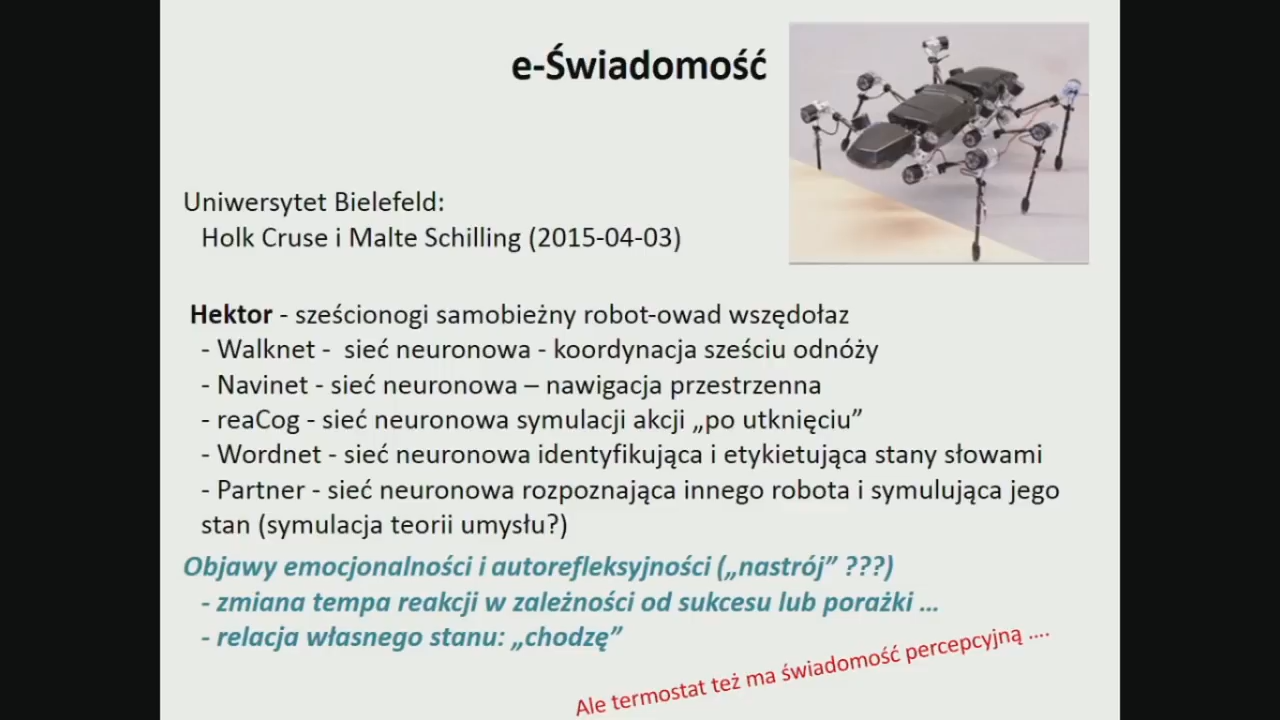 e-Świadomość
Uniwersytet Bielefeld:
Holk Cruse i Malte Schilling (2015-04-03)
Hektor - sześcionogi samobieżny robot-owad wszędołaz
- Walknet - sieć neuronowa - koordynacja sześciu odnóży
- Navinet - sieć neuronowa – nawigacja przestrzenna
- reaCog - sieć neuronowa symulacji akcji „po utknięciu”
- Wordnet - sieć neuronowa identyfikująca i etykietująca stany słowami
- Partner - sieć neuronowa rozpoznająca innego robota i symulująca jego
stan (symulacja teorii umysłu?)
Objawy emocjonalności i autorefleksyjności („nastrój” ???)
- zmiana tempa reakcji w zależności od sukcesu lub porażki ...
- relacja własnego stanu: „chodzę”
Ale termostat też ma świadomość percepcyjną ....